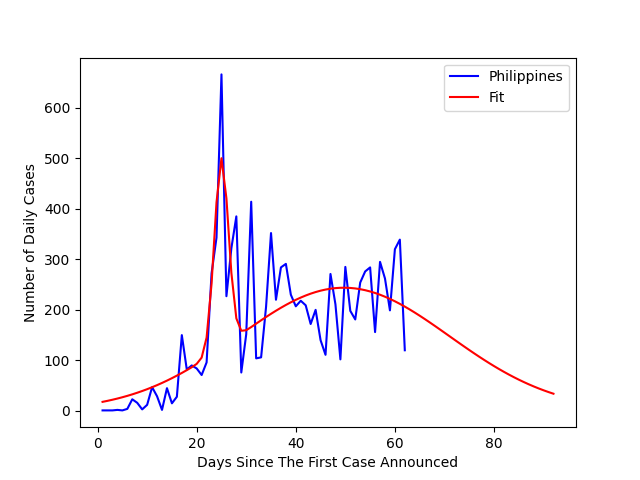 Philippines
Fit
Number of Daily Cases
600
500
400
300
200
100
0
0 20 40 60 80
Days Since The First Case Announced